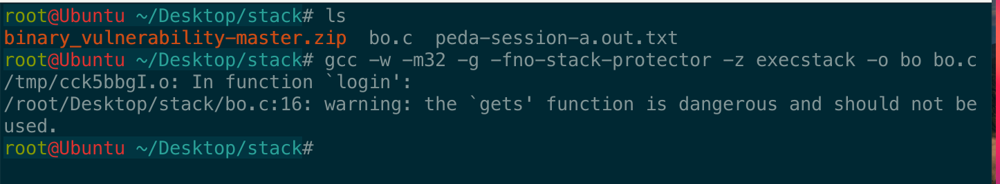 root@Ubuntu ~/Desktop/stack# ls
binary_vulnerability-master.zip  bo.c  peda-session-a.out.txt
root@Ubuntu ~/Desktop/stack# gcc -w -m32 -g -fno-stack-protector -z execstack -o bo bo.c
/tmp/cck5bbgI.o: In function `login':
/root/Desktop/stack/bo.c:16: warning: the `gets' function is dangerous and should not be
used.
root@Ubuntu ~/Desktop/stack#